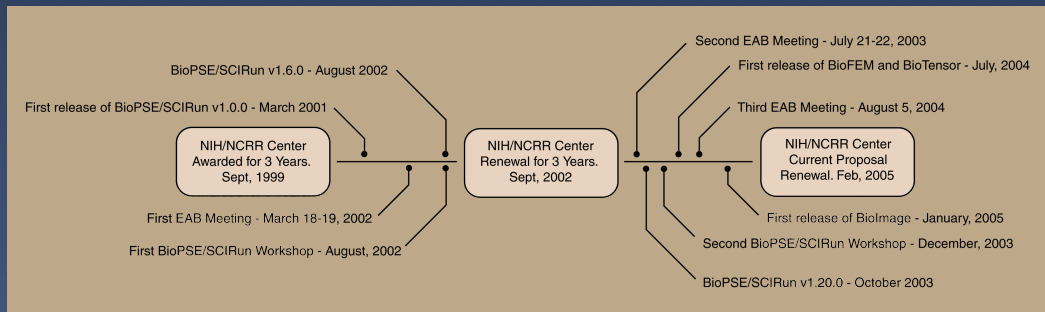 Second EAB Meeting - July 21-22, 2003
First release of BioFEM and BioTensor - July, 2004
BioPSE/SCIRun v1.6.0 - August 2002
First release of BioPSE/SCIRun v1.0.0 - March 2001
Third EAB Meeting - August 5, 2004
NIH/NCRR Center
Awarded for 3 Years.
Sept, 1999
NIH/NCRR Center
Renewal for 3 Years.
Sept, 2002
NIH/NCRR Center
Current Proposal
Renewal. Feb, 2005
First EAB Meeting - March 18-19, 2002
First release of BioImage - January, 2005
First BioPSE/SCIRun Workshop - August, 2002
Second BioPSE/SCIRun Workshop - December, 2003
BioPSE/SCIRun v1.20.0 - October 2003